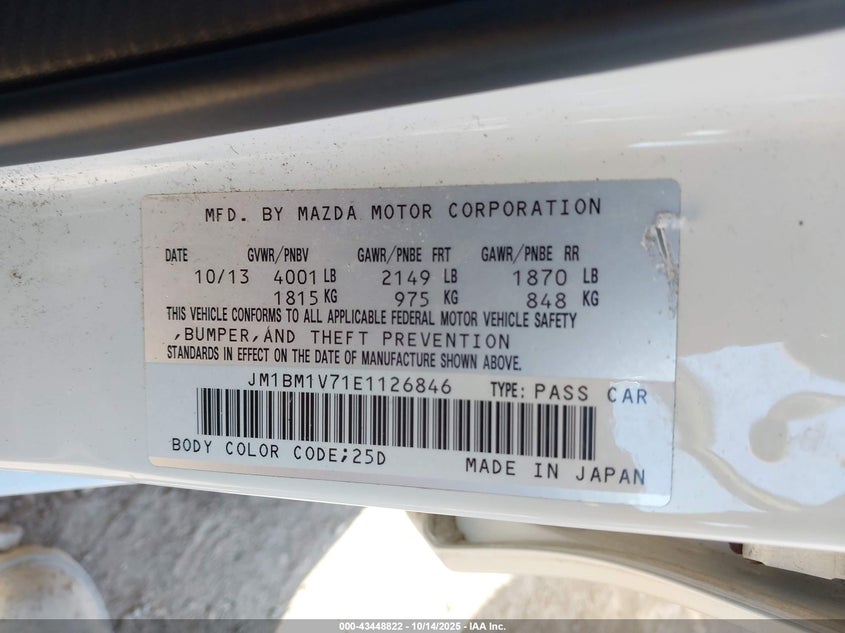 MFD. BY MAZDA MOTOR CORPORATION
DATE GVWR/PNBV GAWR/PNBE FRT GAWR/PNBE RR
10/13 4001 LB 2149 LB 1870 LB
1815 KG 975 KG 848 KG
THIS VEHICLE CONFORMS TO ALL APPLICABLE FEDERAL MOTOR VEHICLE SAFETY
,BUMPER,AND THEFT PREVENTION
STANDARDS IN EFFECT ON THE DATE OF MANUFACTURE SHOWN ABOVE.
JM1BM1V71E1126846 TYPE: PASS CAR
BODY COLOR CODE;25D
MADE IN JAPAN
000-43448822 - 10/14/2025 - IAA Inc.